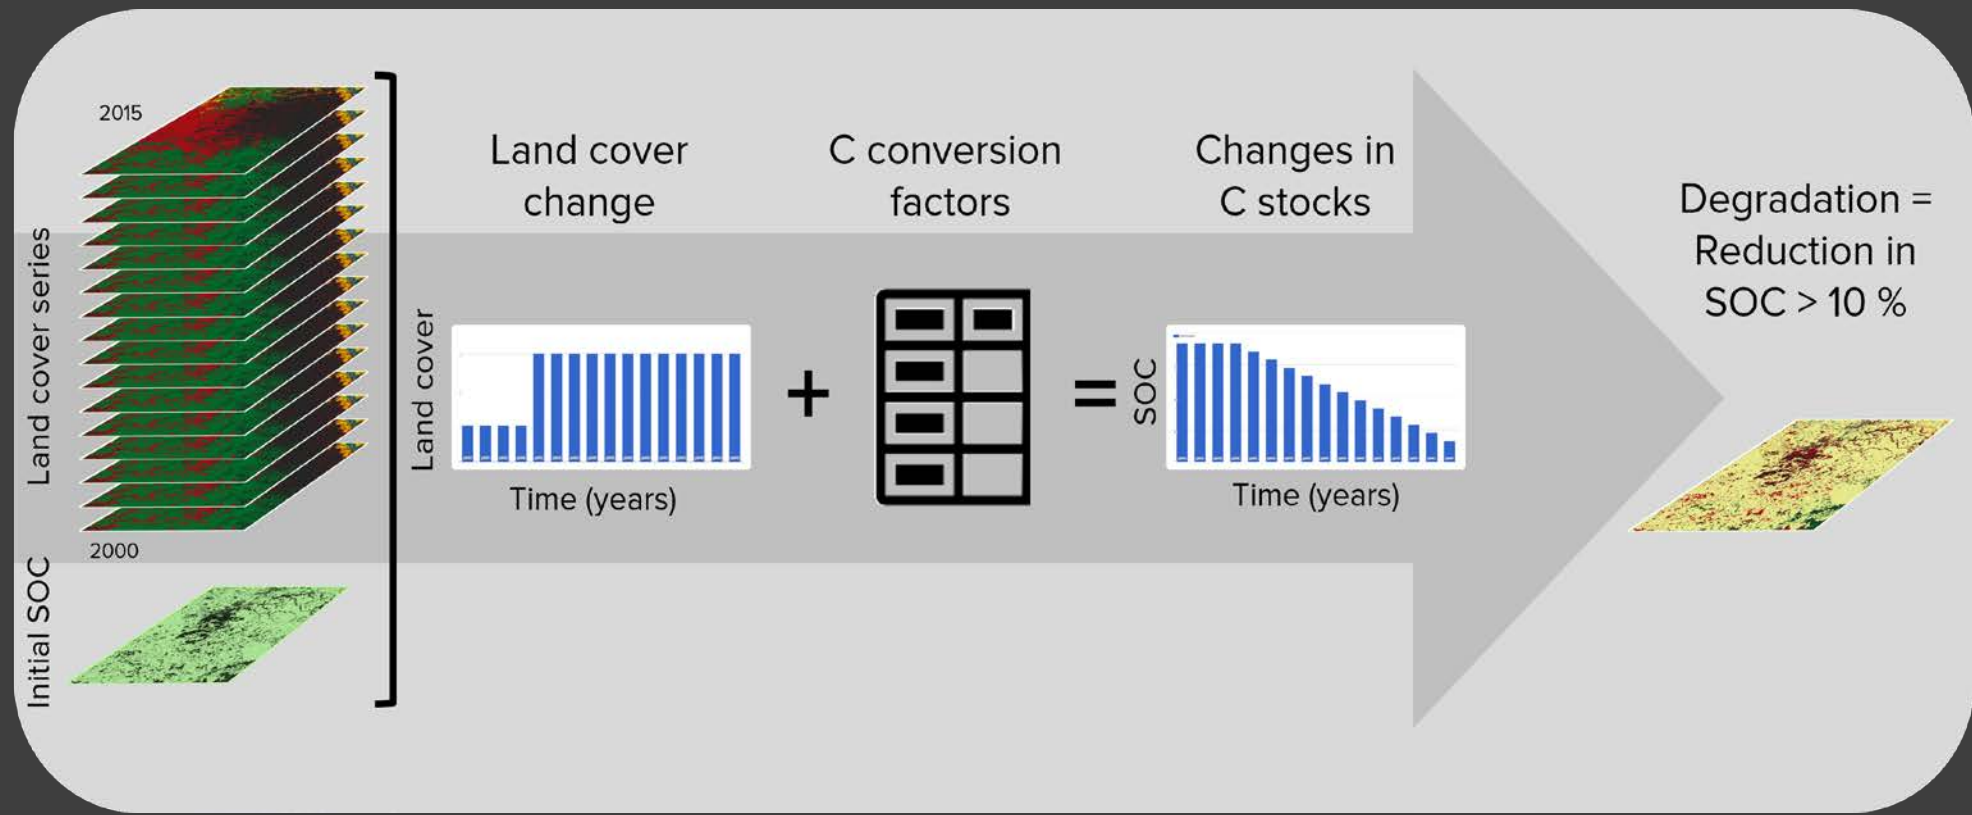 2015
Land cover series
2000
Initial SOC
Land cover
change
Land cover
Time (years)
+
C conversion
factors
=
Changes in
C stocks
SOC
Time (years)
Degradation =
Reduction in
SOC > 10 %